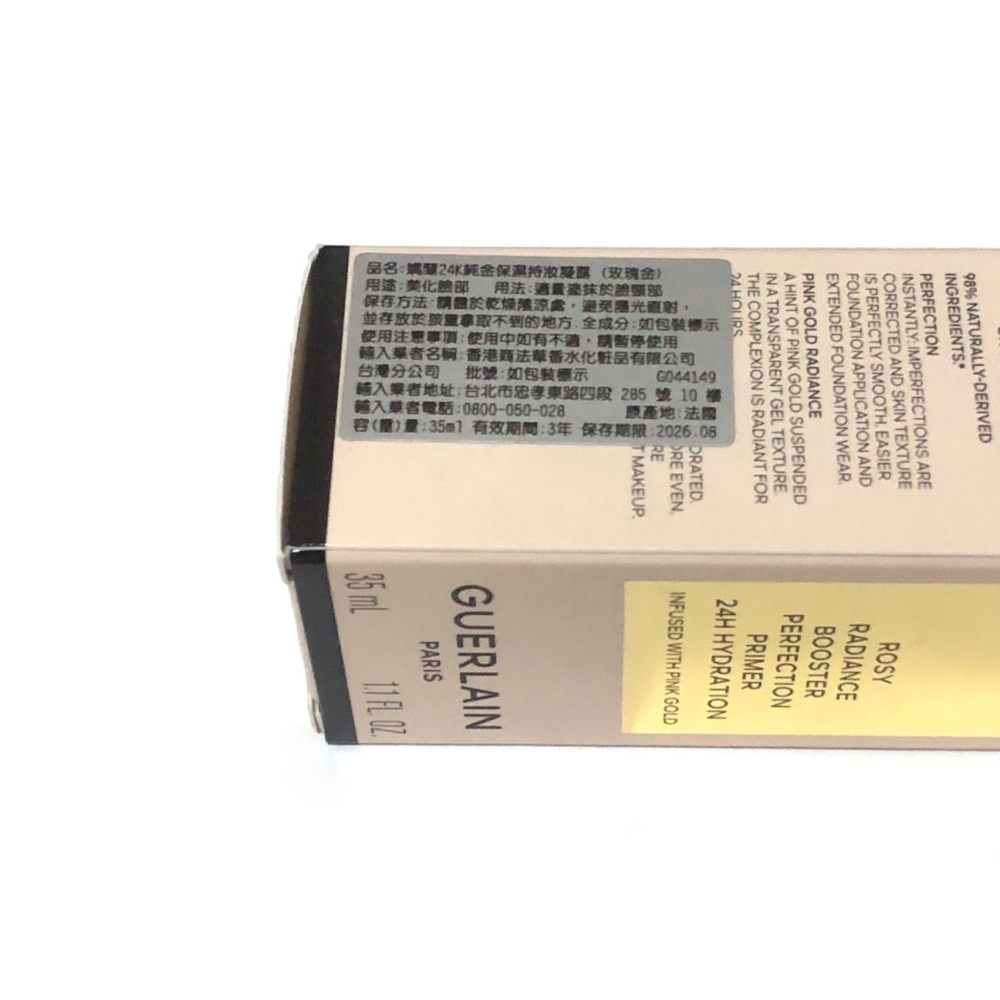 品名:嬌蘭24K純金保濕持妝凝露 (玫瑰金)
用途:美化臉部 用法:適量塗抹於臉頸部
保存方法:請置於乾燥陰涼處,避免陽光直射,
並存放於孩童拿取不到的地方.全成分:如包裝標示
使用注意事項:使用中如有不適,請暫停使用
輸入業者名稱:香港商法華香水化粧品有限公司
台灣分公司 批號:如包裝標示 G044149
輸入業者地址:台北市忠孝東路四段 285 號 10 樓
輸入業者電話:0800-050-028 原產地:法國
容(重)量:35ml 有效期間:3年 保存期限:2026.08
98% NATURALLY-DERIVED
INGREDIENTS.*
PERFECTION
INSTANTLY: IMPERFECTIONS ARE
CORRECTED AND SKIN TEXTURE
IS PERFECTLY SMOOTH. EASIER
FOUNDATION APPLICATION AND
EXTENDED FOUNDATION WEAR.
PINK GOLD RADIANCE
A HINT OF PINK GOLD SUSPENDED
IN A TRANSPARENT GEL TEXTURE.
THE COMPLEXION IS RADIANT FOR
24 HOURS
MAKEUP.
ROSY
RADIANCE
BOOSTER
PERFECTION
PRIMER
24H HYDRATION
INFUSED WITH PINK GOLD
GUERLAIN
PARIS
35 mL 1.1 FL. OZ.